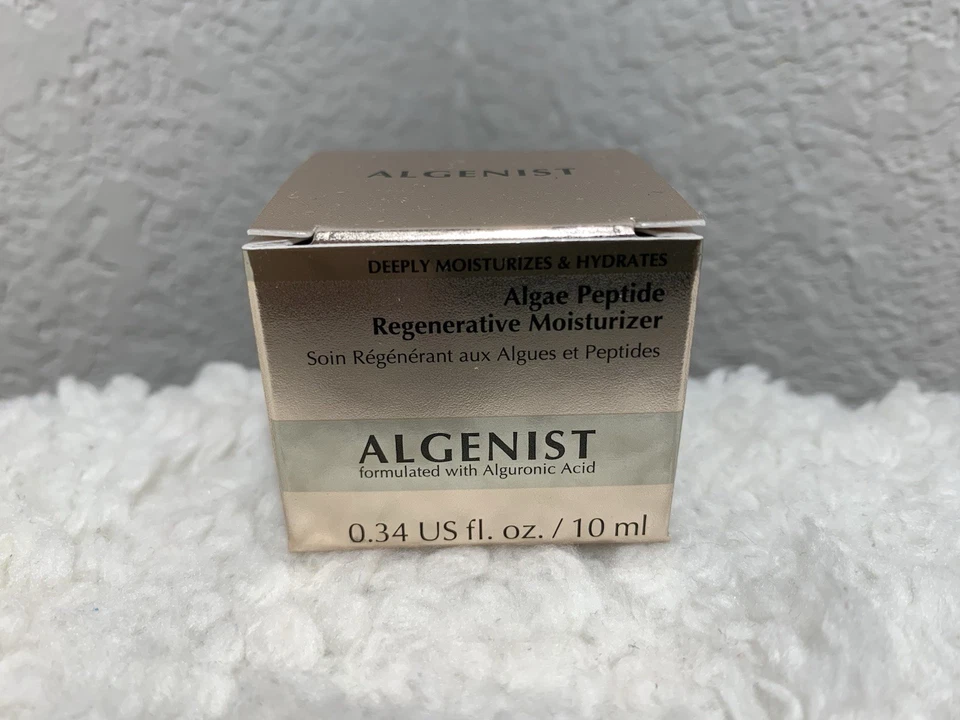 ALGENIST
DEEPLY MOISTURIZES & HYDRATES
Algae Peptide
Regenerative Moisturizer
Soin Régénérant aux Algues et Peptides
ALGENIST
formulated with Alguronic Acid
0.34 US fl. oz. / 10 ml